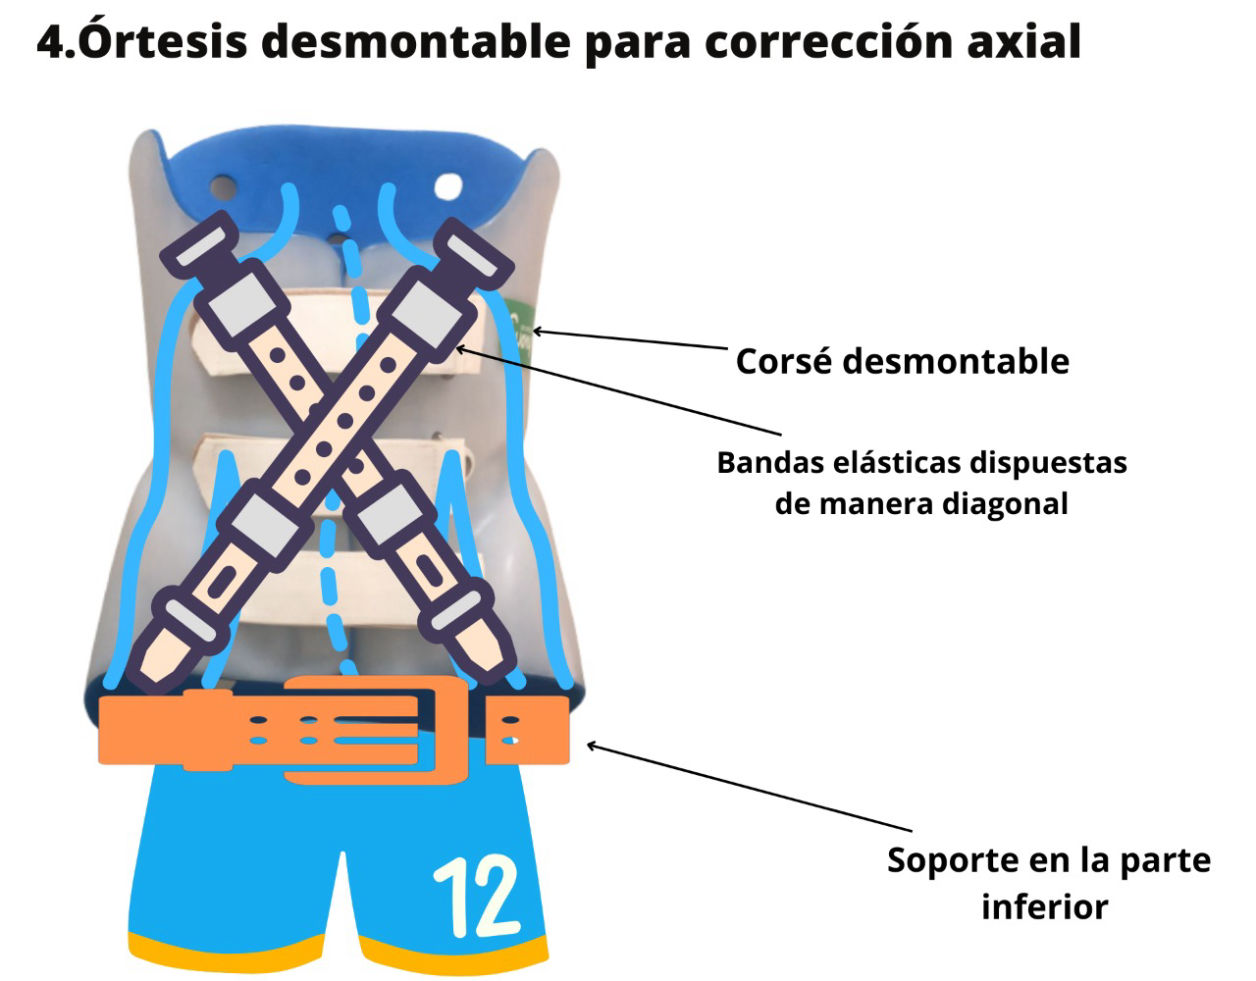 4.Órtesis desmontable para corrección axial
Corsé desmontable
Bandas elásticas dispuestas
de manera diagonal
12
Soporte en la parte
inferior